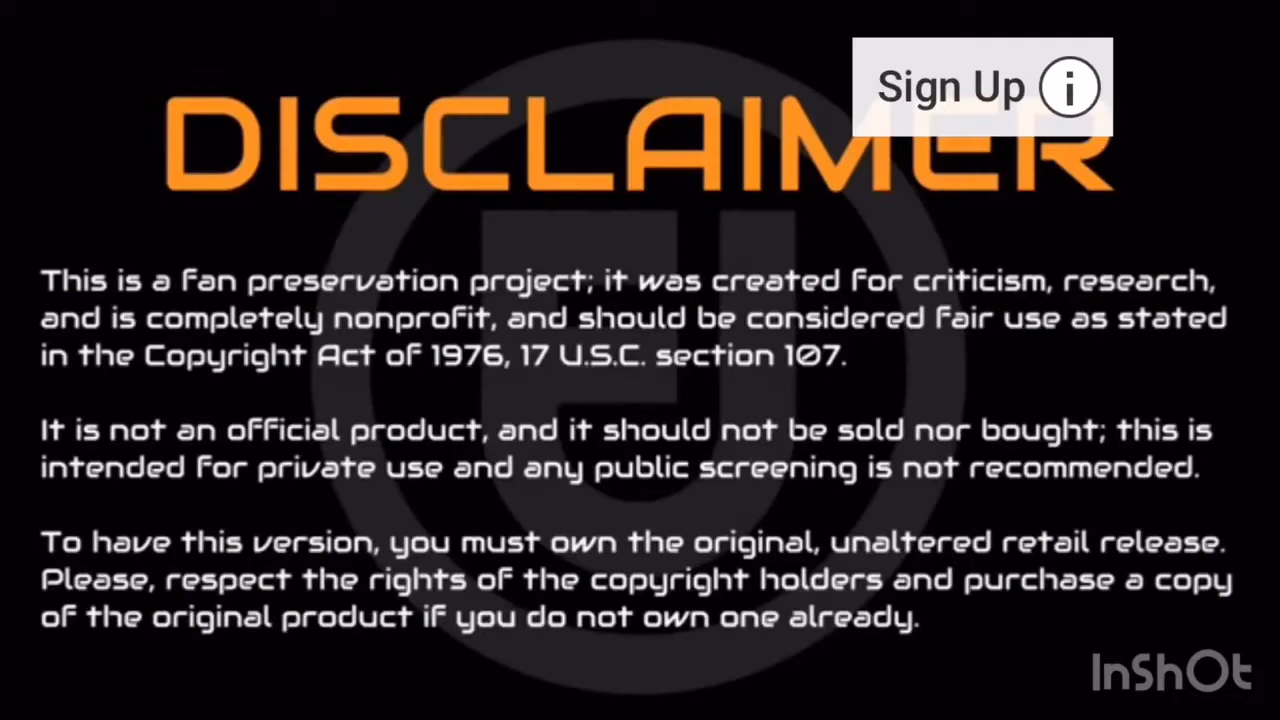 Sign Up i
DISCLAIMER
This is a fan preservation project; it was created for criticism, research,
and is completely nonprofit, and should be considered fair use as stated
in the Copyright Act of 1976, 17 U.S.C. section 107.
It is not an official product, and it should not be sold nor bought; this is
intended for private use and any public screening is not recommended.
To have this version, you must own the original, unaltered retail release.
Please, respect the rights of the copyright holders and purchase a copy
of the original product if you do not own one already.
InShOt